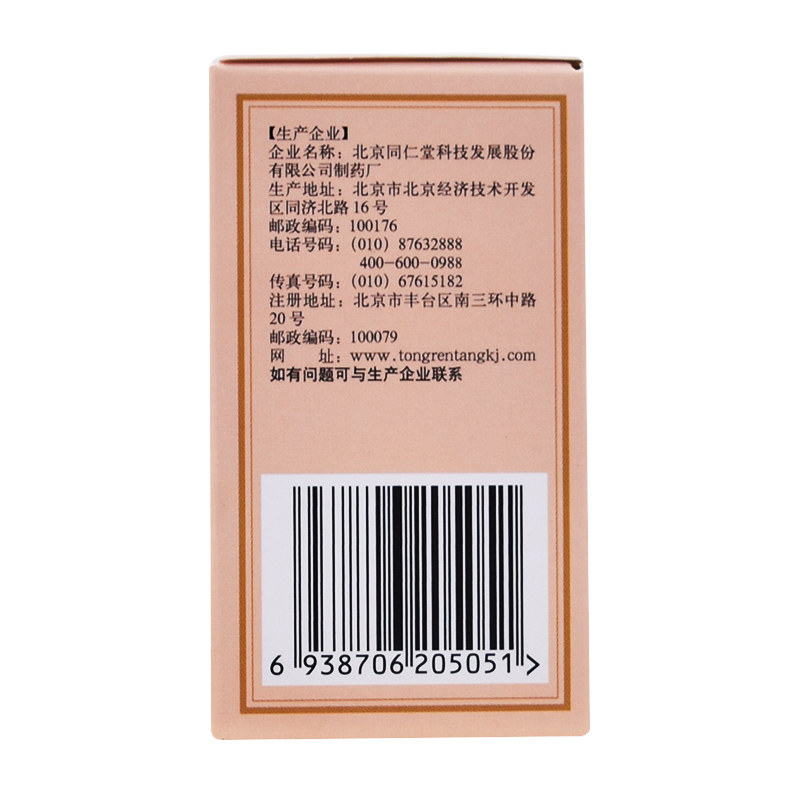 【生产企业】
企业名称：北京同仁堂科技发展股份
有限公司制药厂
生产地址：北京市北京经济技术开发
区同济北路16号
邮政编码：100176
电话号码：（010）87632888
400—600—0988
传真号码：（010）67615182
注册地址：北京市丰台区南三环中路
20号
邮政编码：100079
网　　址：www.tongrentangkj.com
如有问题可与生产企业联系
6 938706 205051 >